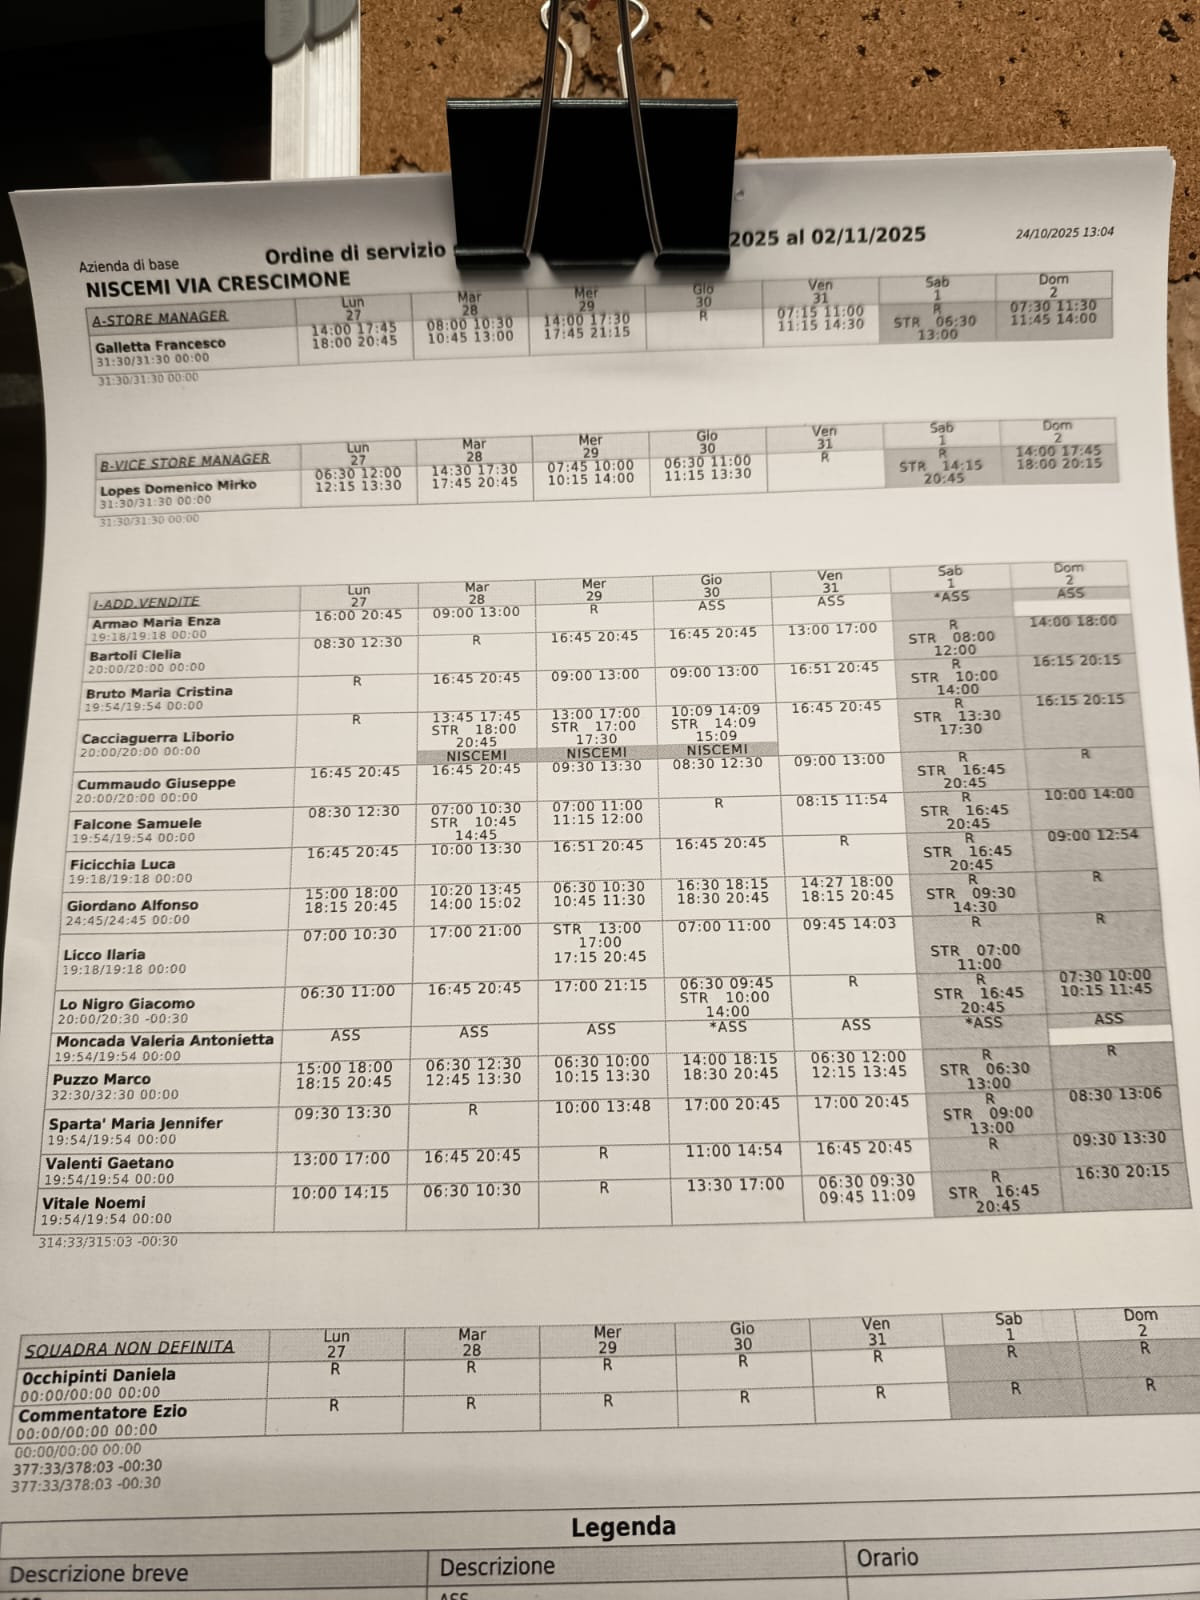 Azienda di base
Ordine di servizio
2025 al 02/11/2025
24/10/2025 13:04
NISCEMI VIA CRESCIMONE
A-STORE MANAGER Lun 27 Mar 28 Mer 29 Gio 30 Ven 31 Sab 1 Dom 2
Galletta Francesco 14:00 17:45 08:00 10:30 14:00 17:30 R 07:15 11:00 R 07:30 11:30
18:00 20:45 10:45 13:00 17:45 21:15 11:15 14:30 STR 06:30 11:45 14:00
31:30/31:30 00:00 13:00
31:30/31:30 00:00
B-VICE STORE MANAGER Lun 27 Mar 28 Mer 29 Gio 30 Ven 31 Sab 1 Dom 2
Lopes Domenico Mirko 06:30 12:00 14:30 17:30 07:45 10:00 06:30 11:00 R R 14:00 17:45
12:15 13:30 17:45 20:45 10:15 14:00 11:15 13:30 STR 14:15 18:00 20:15
31:30/31:30 00:00 20:45
31:30/31:30 00:00
I-ADD.VENDITE Lun 27 Mar 28 Mer 29 Gio 30 Ven 31 Sab 1 Dom 2
Armao Maria Enza 16:00 20:45 09:00 13:00 R ASS ASS *ASS ASS
19:18/19:18 00:00
Bartoli Clelia 08:30 12:30 R 16:45 20:45 16:45 20:45 13:00 17:00 R 14:00 18:00
20:00/20:00 00:00 STR 08:00
12:00
Bruto Maria Cristina R 16:45 20:45 09:00 13:00 09:00 13:00 16:51 20:45 R 16:15 20:15
19:54/19:54 00:00 STR 10:00
14:00
Cacciaguerra Liborio R 13:45 17:45 13:00 17:00 10:09 14:09 16:45 20:45 R 16:15 20:15
20:00/20:00 00:00 STR 18:00 STR 17:00 STR 14:09 STR 13:30
20:45 17:30 15:09 17:30
NISCEMI NISCEMI NISCEMI
Cummaudo Giuseppe 16:45 20:45 16:45 20:45 09:30 13:30 08:30 12:30 09:00 13:00 R R
20:00/20:00 00:00 STR 16:45
20:45
Falcone Samuele 08:30 12:30 07:00 10:30 07:00 11:00 R 08:15 11:54 R 10:00 14:00
19:54/19:54 00:00 STR 10:45 11:15 12:00 STR 16:45
14:45 20:45
Ficicchia Luca 16:45 20:45 10:00 13:30 16:51 20:45 16:45 20:45 R R 09:00 12:54
19:18/19:18 00:00 STR 16:45
20:45
Giordano Alfonso 15:00 18:00 10:20 13:45 06:30 10:30 16:30 18:15 14:27 18:00 R R
24:45/24:45 00:00 18:15 20:45 14:00 15:02 10:45 11:30 18:30 20:45 18:15 20:45 STR 09:30
14:30
Licco Ilaria 07:00 10:30 17:00 21:00 STR 13:00 07:00 11:00 09:45 14:03 R R
19:18/19:18 00:00 17:00 STR 07:00
17:15 20:45 11:00
Lo Nigro Giacomo 06:30 11:00 16:45 20:45 17:00 21:15 06:30 09:45 R R 07:30 10:00
20:00/20:30 -00:30 STR 10:00 STR 16:45 10:15 11:45
14:00 20:45
Moncada Valeria Antonietta ASS ASS ASS *ASS ASS *ASS ASS
19:54/19:54 00:00
Puzzo Marco 15:00 18:00 06:30 12:30 06:30 10:00 14:00 18:15 06:30 12:00 R R
32:30/32:30 00:00 18:15 20:45 12:45 13:30 10:15 13:30 18:30 20:45 12:15 13:45 STR 06:30
13:00
Sparta' Maria Jennifer 09:30 13:30 R 10:00 13:48 17:00 20:45 17:00 20:45 R 08:30 13:06
19:54/19:54 00:00 STR 09:00
13:00
Valenti Gaetano 13:00 17:00 16:45 20:45 R 11:00 14:54 16:45 20:45 R 09:30 13:30
19:54/19:54 00:00
Vitale Noemi 10:00 14:15 06:30 10:30 R 13:30 17:00 06:30 09:30 R 16:30 20:15
19:54/19:54 00:00 09:45 11:09 STR 16:45
20:45
314:33/315:03 -00:30
SQUADRA NON DEFINITA Lun 27 Mar 28 Mer 29 Gio 30 Ven 31 Sab 1 Dom 2
Occhipinti Daniela R R R R R R R
00:00/00:00 00:00
Commentatore Ezio R R R R R R R
00:00/00:00 00:00
00:00/00:00 00:00
377:33/378:03 -00:30
377:33/378:03 -00:30
Legenda
Descrizione breve Descrizione Orario
ASS